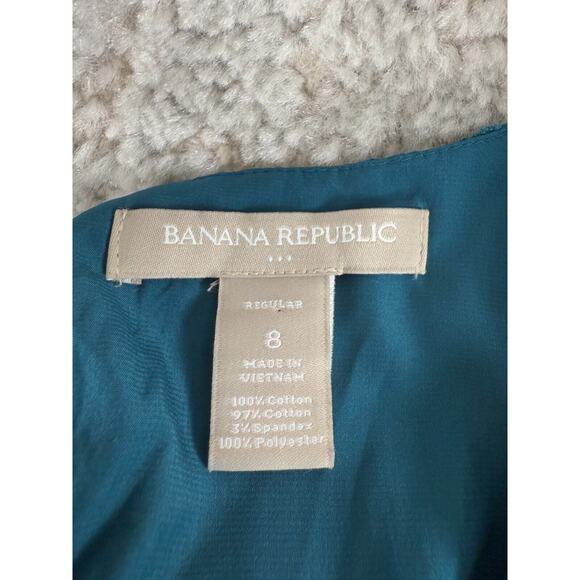 BANANA REPUBLIC
REGULAR
8
MADE IN
VIETNAM
100% Cotton
97% Cotton
3% Spandex
100% Polyester